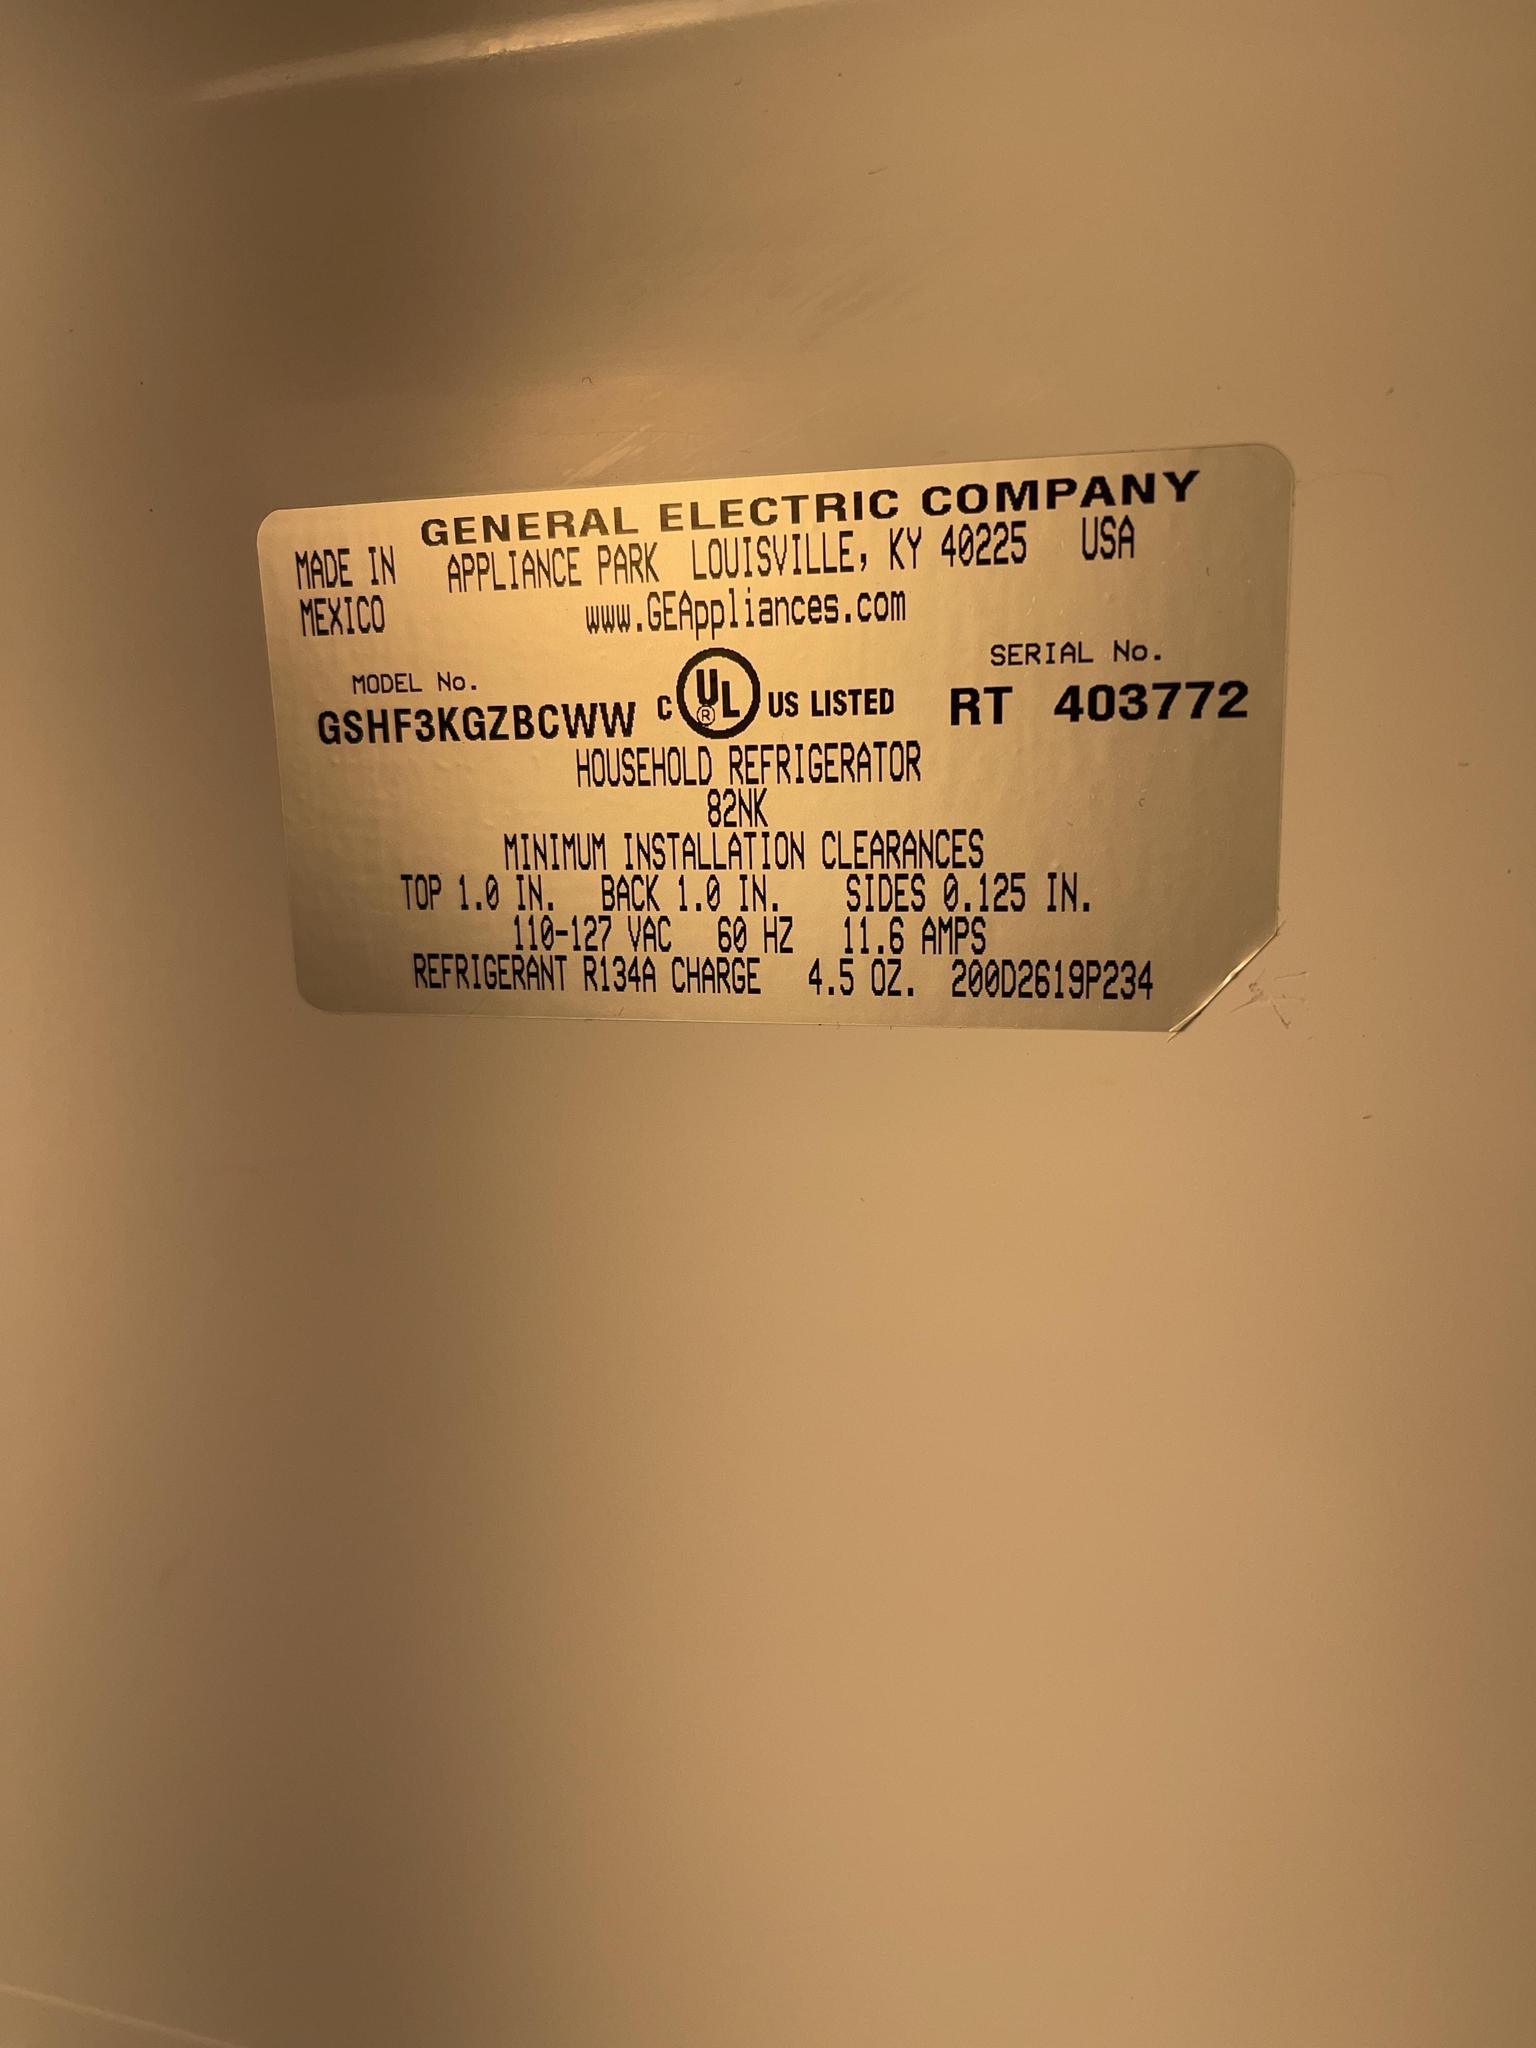 GENERAL ELECTRIC COMPANY
MADE IN APPLIANCE PARK LOUISVILLE, KY 40225 USA
MEXICO www.GEAppliances.com
MODEL No. SERIAL No.
GSHF3KGZBCWW C UL ® US LISTED RT 403772
HOUSEHOLD REFRIGERATOR
82NK
MINIMUM INSTALLATION CLEARANCES
TOP 1.0 IN. BACK 1.0 IN. SIDES 0.125 IN.
110-127 VAC 60 HZ 11.6 AMPS
REFRIGERANT R134A CHARGE 4.5 OZ. 200D2619P234